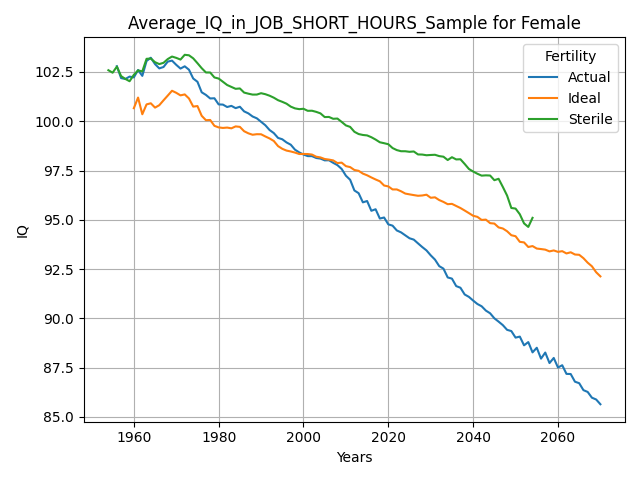 Average_IQ_in_JOB_SHORT_HOURS_Sample for Female
Fertility
Actual
Ideal
Sterile
IQ
102.5
100.0
97.5
95.0
92.5
90.0
87.5
85.0
1960 1980 2000 2020 2040 2060
Years